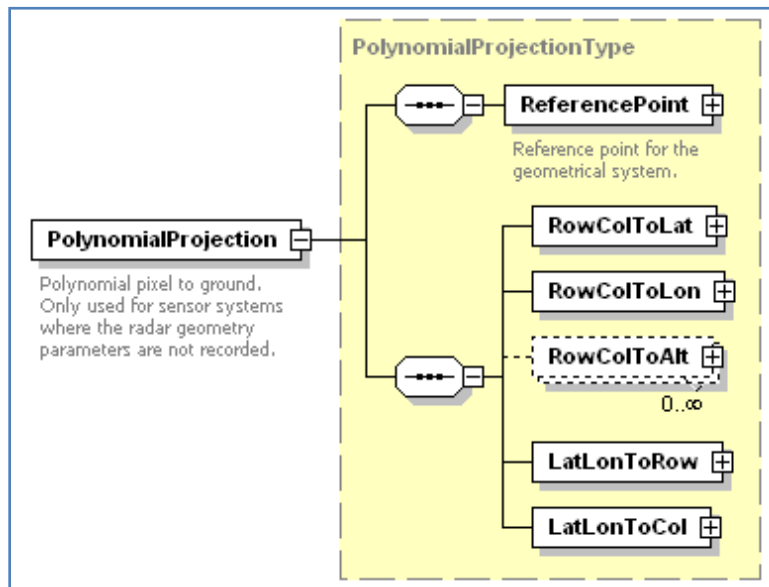 PolynomialProjectionType
ReferencePoint
Reference point for the
geometrical system.
PolynomialProjection
Polynomial pixel to ground.
Only used for sensor systems
where the radar geometry
parameters are not recorded.
RowColToLat
RowColToLon
RowColToAlt
0..∞
LatLonToRow
LatLonToCol